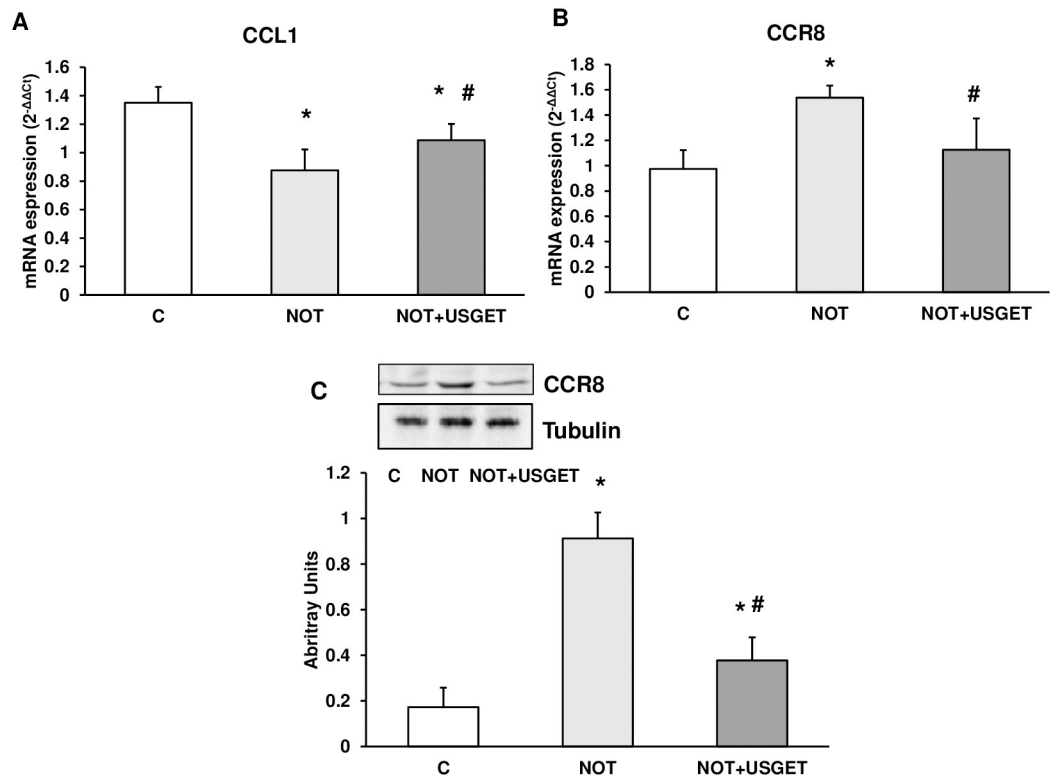 A
CCL1
mRNA espression (2-ΔΔCt)
1.6
1.4
1.2
1
0.8
0.6
0.4
0.2
0
*
* #
C NOT NOT+USGET
B
CCR8
mRNA expression (2-ΔΔCt)
1.8
1.6
1.4
1.2
1
0.8
0.6
0.4
0.2
0
*
#
C NOT NOT+USGET
C
CCR8
Tubulin
C NOT NOT+USGET
Abritray Units
1.2
1
0.8
0.6
0.4
0.2
0
*
* #
C NOT NOT+USGET